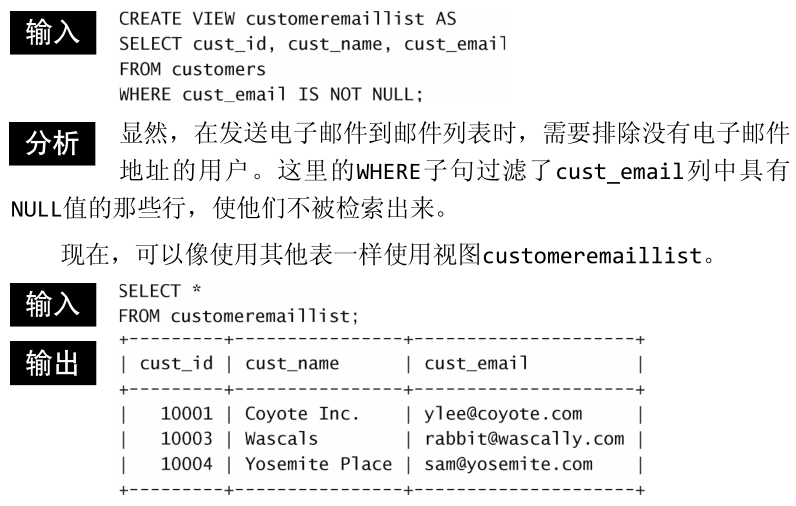 输入
CREATE VIEW customeremaillist AS
SELECT cust_id, cust_name, cust_email
FROM customers
WHERE cust_email IS NOT NULL;
分析
显然，在发送电子邮件到邮件列表时，需要排除没有电子邮件
地址的用户。这里的WHERE子句过滤了cust_email列中具有
NULL值的那些行，使他们不被检索出来。
现在，可以像使用其他表一样使用视图customeremaillist。
输入
SELECT *
FROM customeremaillist;
输出
+---------+----------------+---------------------+
| cust_id | cust_name      | cust_email          |
+---------+----------------+---------------------+
|   10001 | Coyote Inc.    | ylee@coyote.com     |
|   10003 | Wascals        | rabbit@wascally.com |
|   10004 | Yosemite Place | sam@yosemite.com    |
+---------+----------------+---------------------+